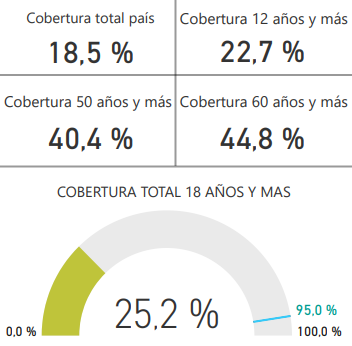 Cobertura total país
18,5 %
Cobertura 12 años y más
22,7 %
Cobertura 50 años y más
40,4 %
Cobertura 60 años y más
44,8 %
COBERTURA TOTAL 18 AÑOS Y MAS
25,2 %
95,0 %
0,0 %
100,0 %